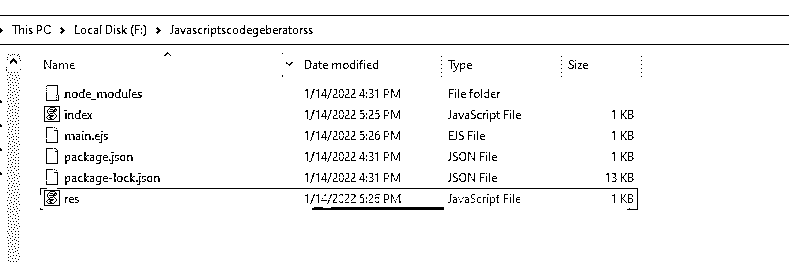 This PC > Local Disk (F:) > Javascriptscodegeberatorss
Name Date modified Type Size
node_modules 1/14/2022 4:31 PM File folder
index 1/14/2022 5:25 PM JavaScript File 1 KB
main.ejs 1/14/2022 5:26 PM EJS File 1 KB
package.json 1/14/2022 4:31 PM JSON File 1 KB
package-lock.json 1/14/2022 4:31 PM JSON File 13 KB
res 1/14/2022 5:26 PM JavaScript File 1 KB